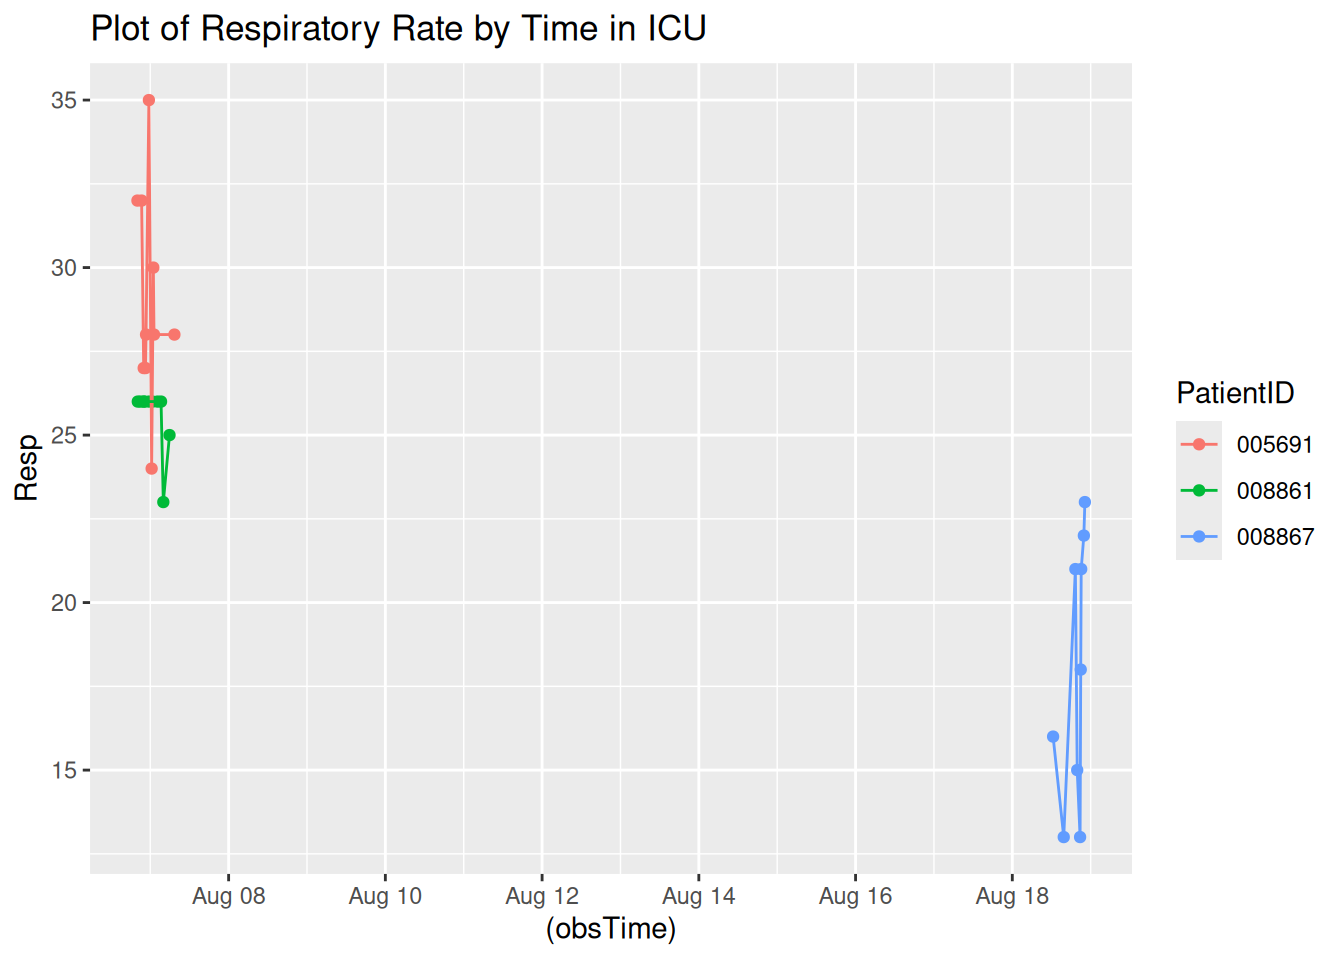 Plot of Respiratory Rate by Time in ICU
35
30
25
20
15
Resp
Aug 08
Aug 10
Aug 12
Aug 14
Aug 16
Aug 18
(obsTime)
PatientID
005691
008861
008867